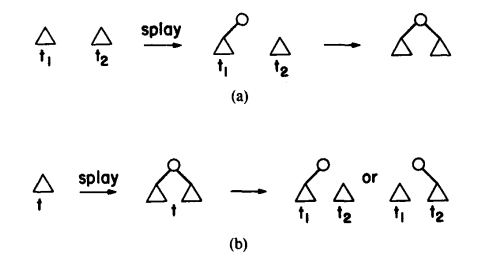 splay
t1 t2 t1 t2
(a)
splay or
t t t1 t2 t1 t2
(b)